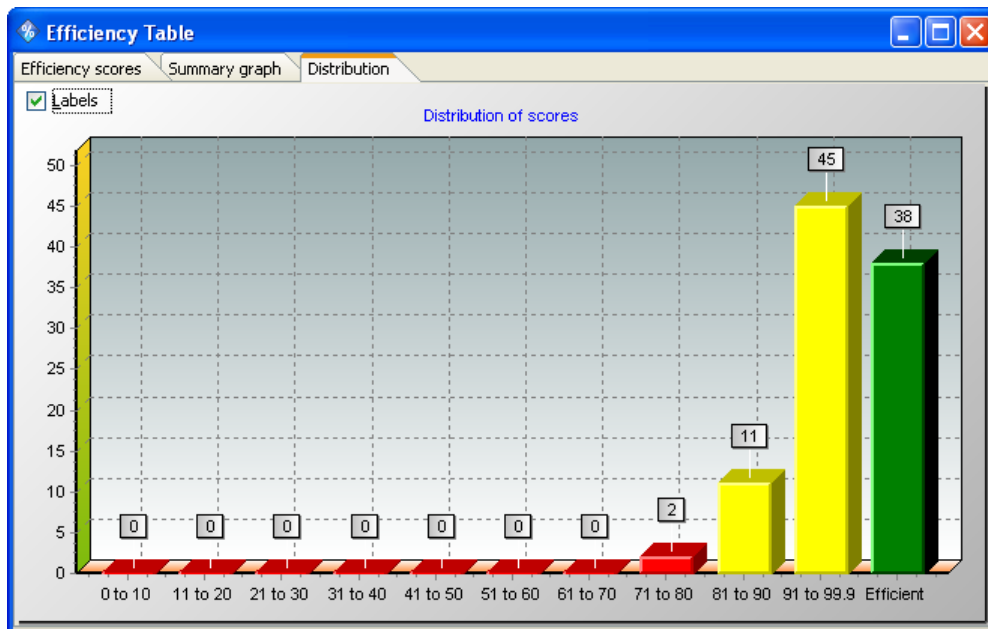 Efficiency Table
Efficiency scores Summary graph Distribution
Labels
Distribution of scores
50
45
40
35
30
25
20
15
10
5
0
0 0 0 0 0 0 0 2 11 45 38
0 to 10 11 to 20 21 to 30 31 to 40 41 to 50 51 to 60 61 to 70 71 to 80 81 to 90 91 to 99.9 Efficient